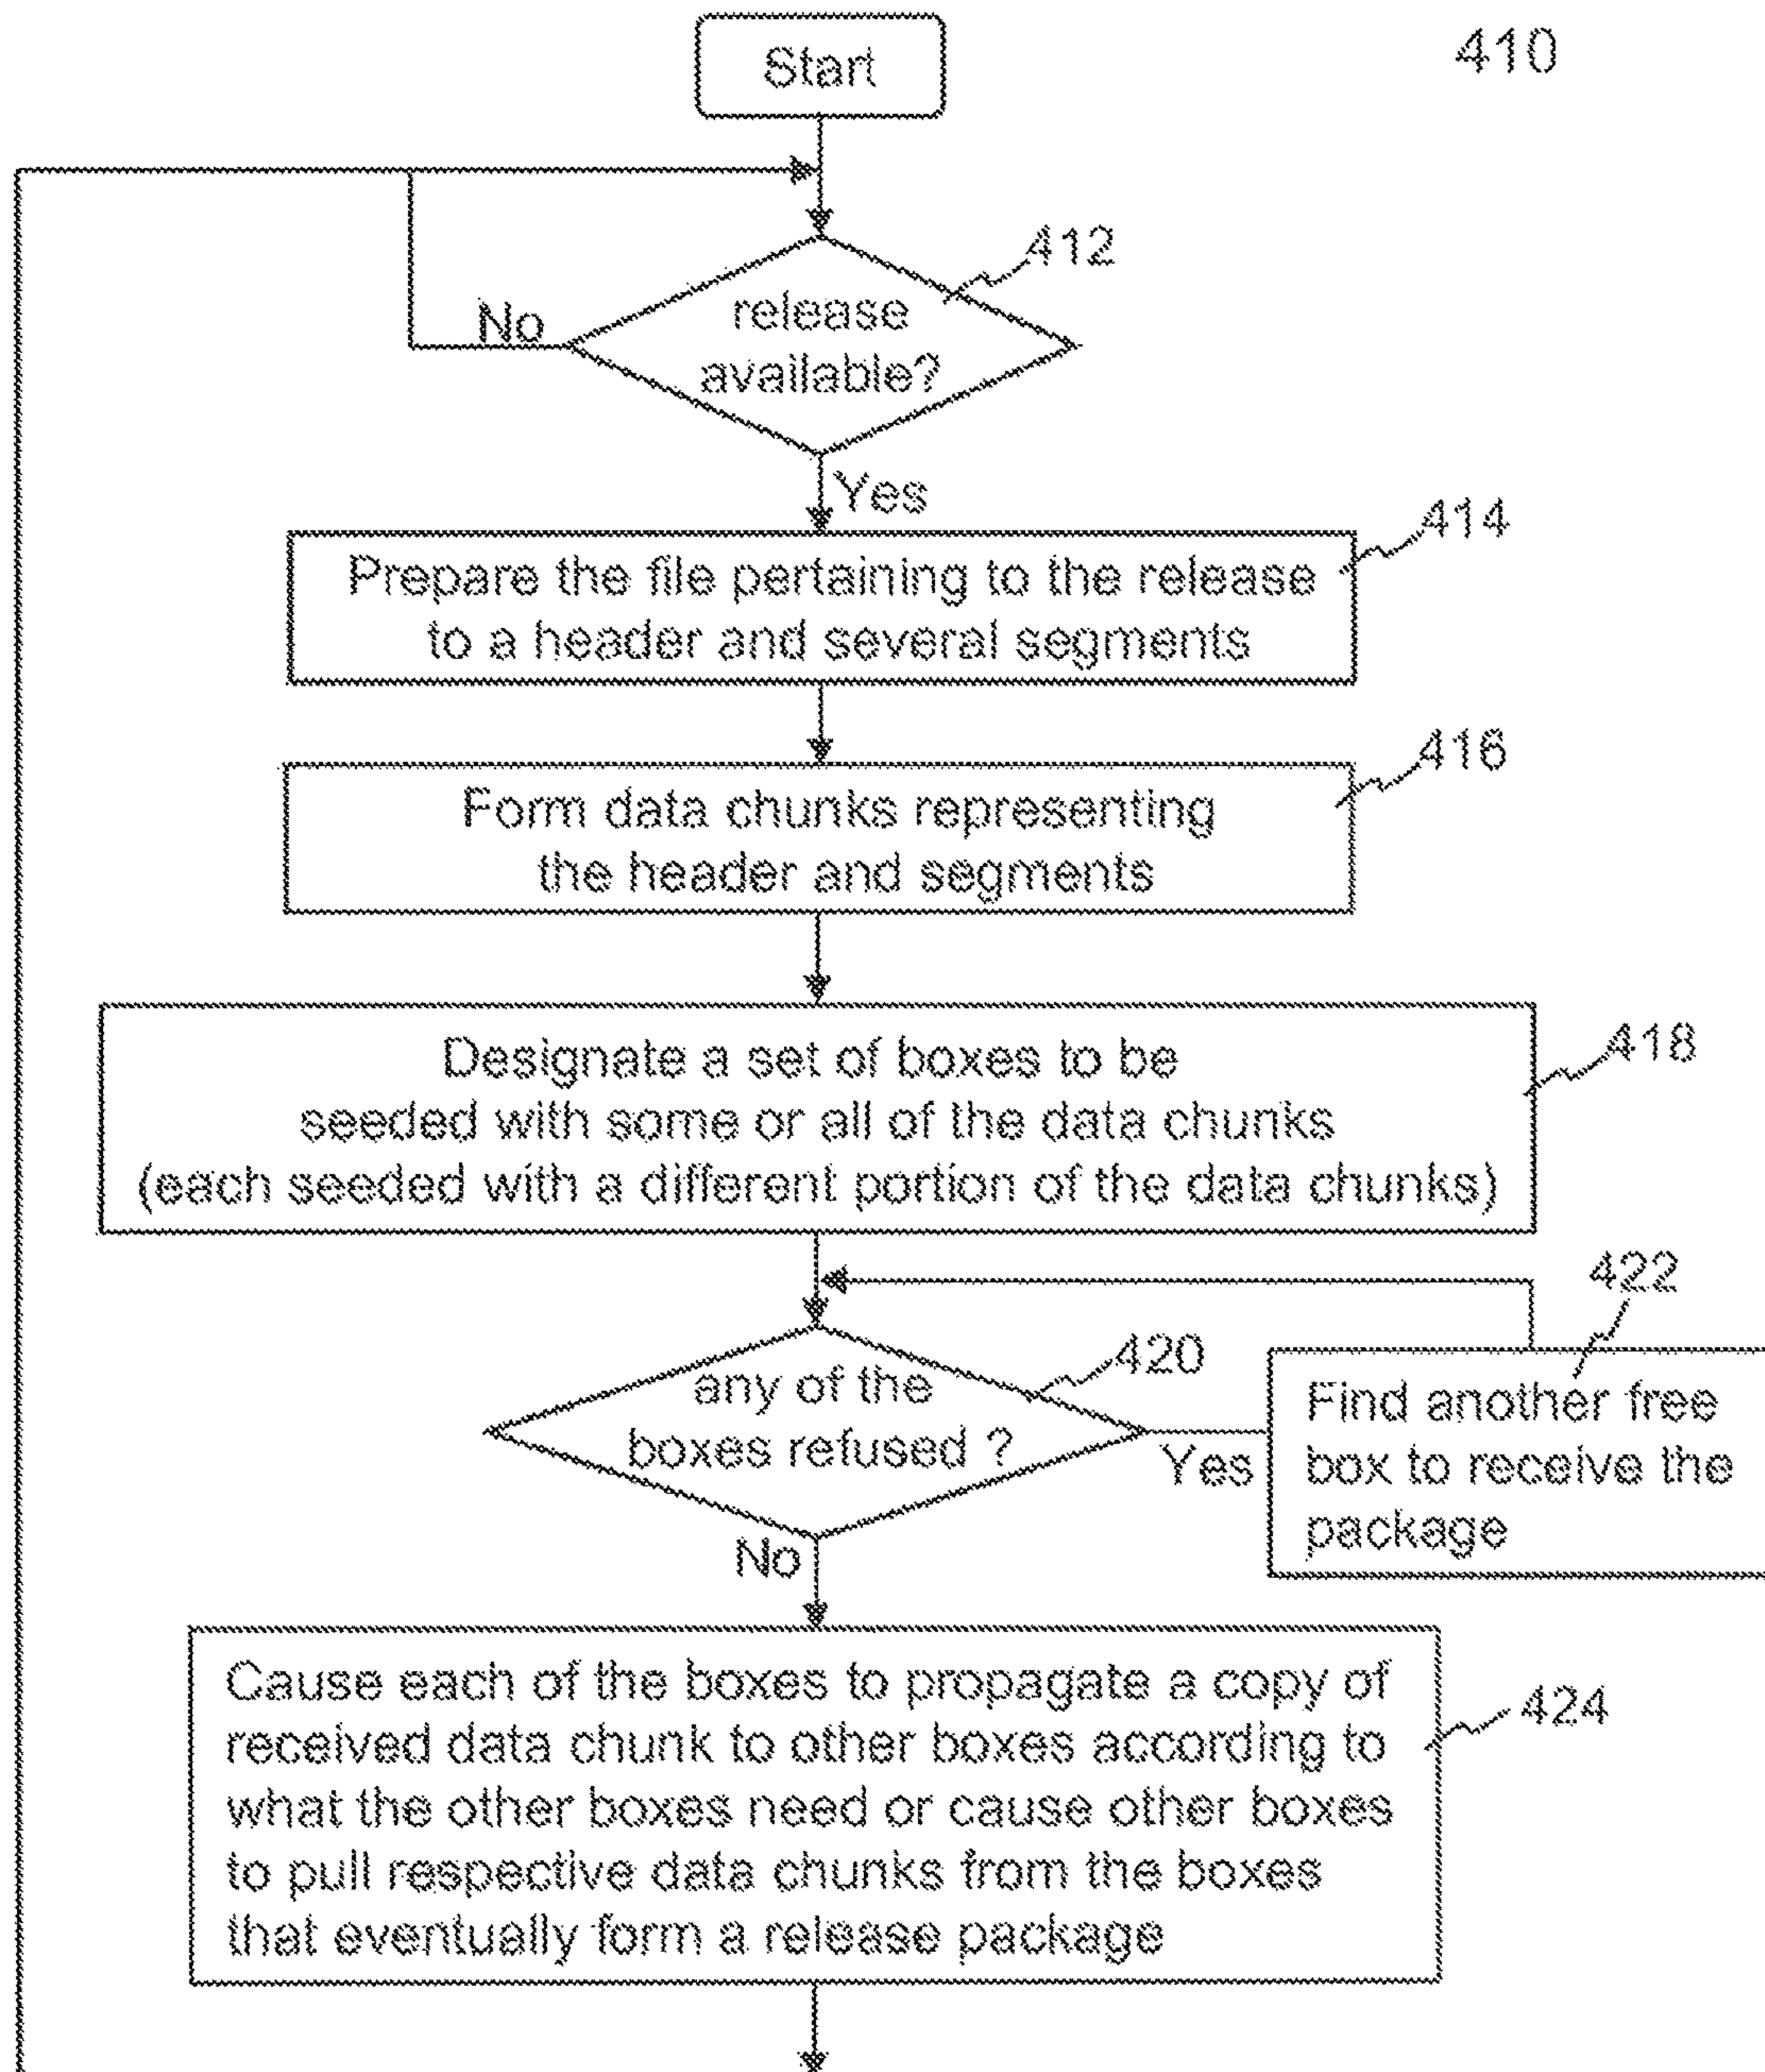 410
Start
412
release
available?
No
Yes
414
Prepare the file pertaining to the release
to a header and several segments
416
Form data chunks representing
the header and segments
418
Designate a set of boxes to be
seeded with some or all of the data chunks
(each seeded with a different portion of the data chunks)
422
420
any of the
boxes refused ?
Yes
Find another free
box to receive the
package
No
424
Cause each of the boxes to propagate a copy of
received data chunk to other boxes according to
what the other boxes need or cause other boxes
to pull respective data chunks from the boxes
that eventually form a release package